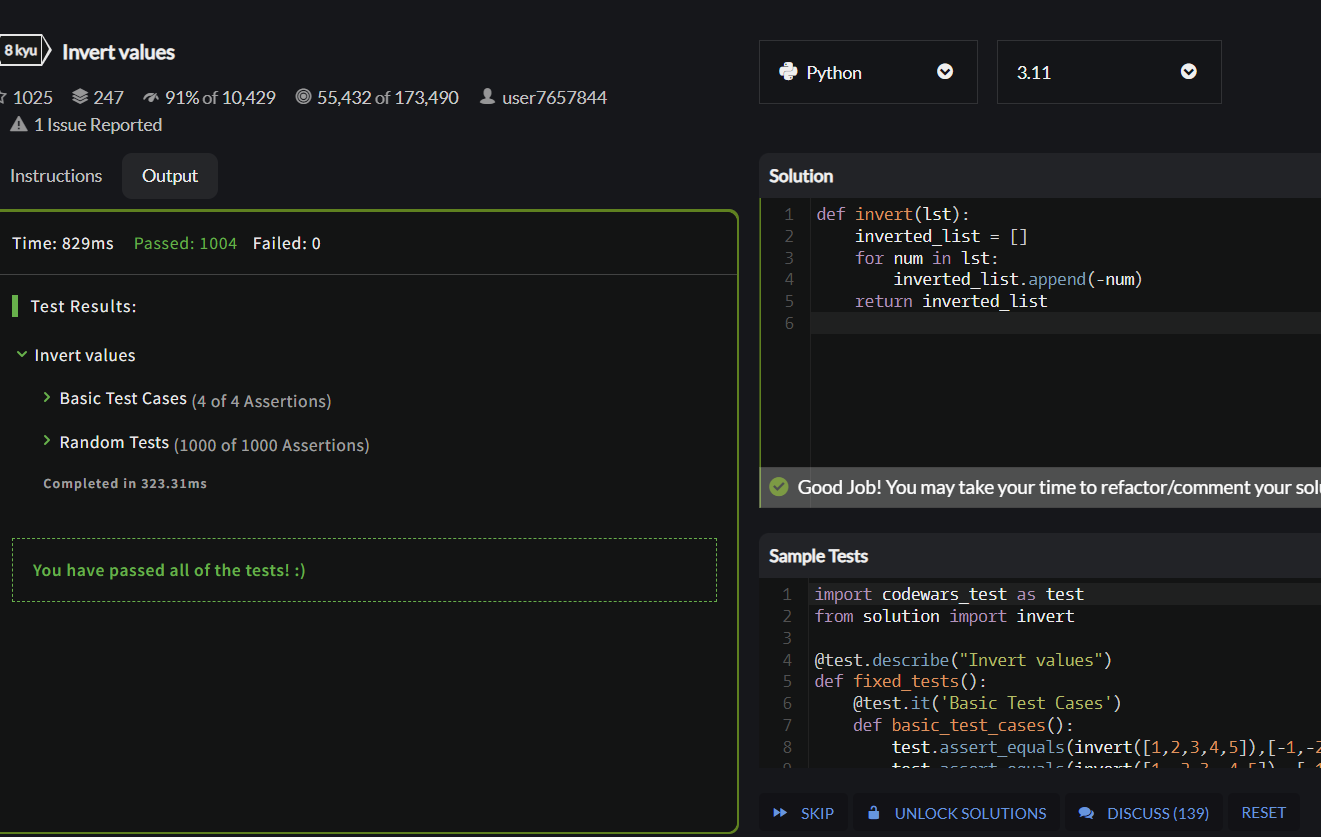 8 kyu Invert values
1025 247 91% of 10,429 55,432 of 173,490 user7657844
1 Issue Reported
Instructions Output
Time: 829ms Passed: 1004 Failed: 0
Test Results:
Invert values
Basic Test Cases (4 of 4 Assertions)
Random Tests (1000 of 1000 Assertions)
Completed in 323.31ms
You have passed all of the tests! :)
Python 3.11
Solution
1 def invert(lst):
2     inverted_list = []
3     for num in lst:
4         inverted_list.append(-num)
5     return inverted_list
6
Good Job! You may take your time to refactor/comment your solu
Sample Tests
1 import codewars_test as test
2 from solution import invert
3
4 @test.describe("Invert values")
5 def fixed_tests():
6     @test.it('Basic Test Cases')
7     def basic_test_cases():
8         test.assert_equals(invert([1,2,3,4,5]),[-1,-2
SKIP UNLOCK SOLUTIONS DISCUSS (139) RESET